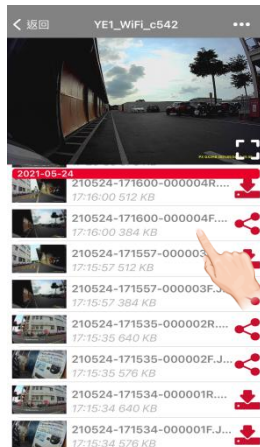 返回
YE1_WiFi_c542
2021-05-24
210524-171600-000004R....
17:16:00 512 KB
210524-171600-000004F....
17:16:00 384 KB
210524-171557-000003
17:15:57 512 KB
210524-171557-000003F.J...
17:15:57 384 KB
210524-171535-000002R...
17:15:35 640 KB
210524-171535-000002F.J...
17:15:35 576 KB
210524-171534-000001R...
17:15:34 640 KB
210524-171534-000001F.J...
17:15:34 576 KB